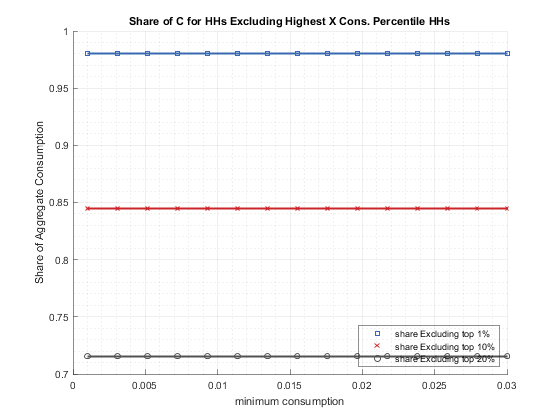 Share of C for HHs Excluding Highest X Cons. Percentile HHs
1
0.95
0.9
0.85
0.8
0.75
0.7
Share of Aggregate Consumption
share Excluding top 1%
share Excluding top 10%
share Excluding top 20%
0 0.005 0.01 0.015 0.02 0.025 0.03
minimum consumption